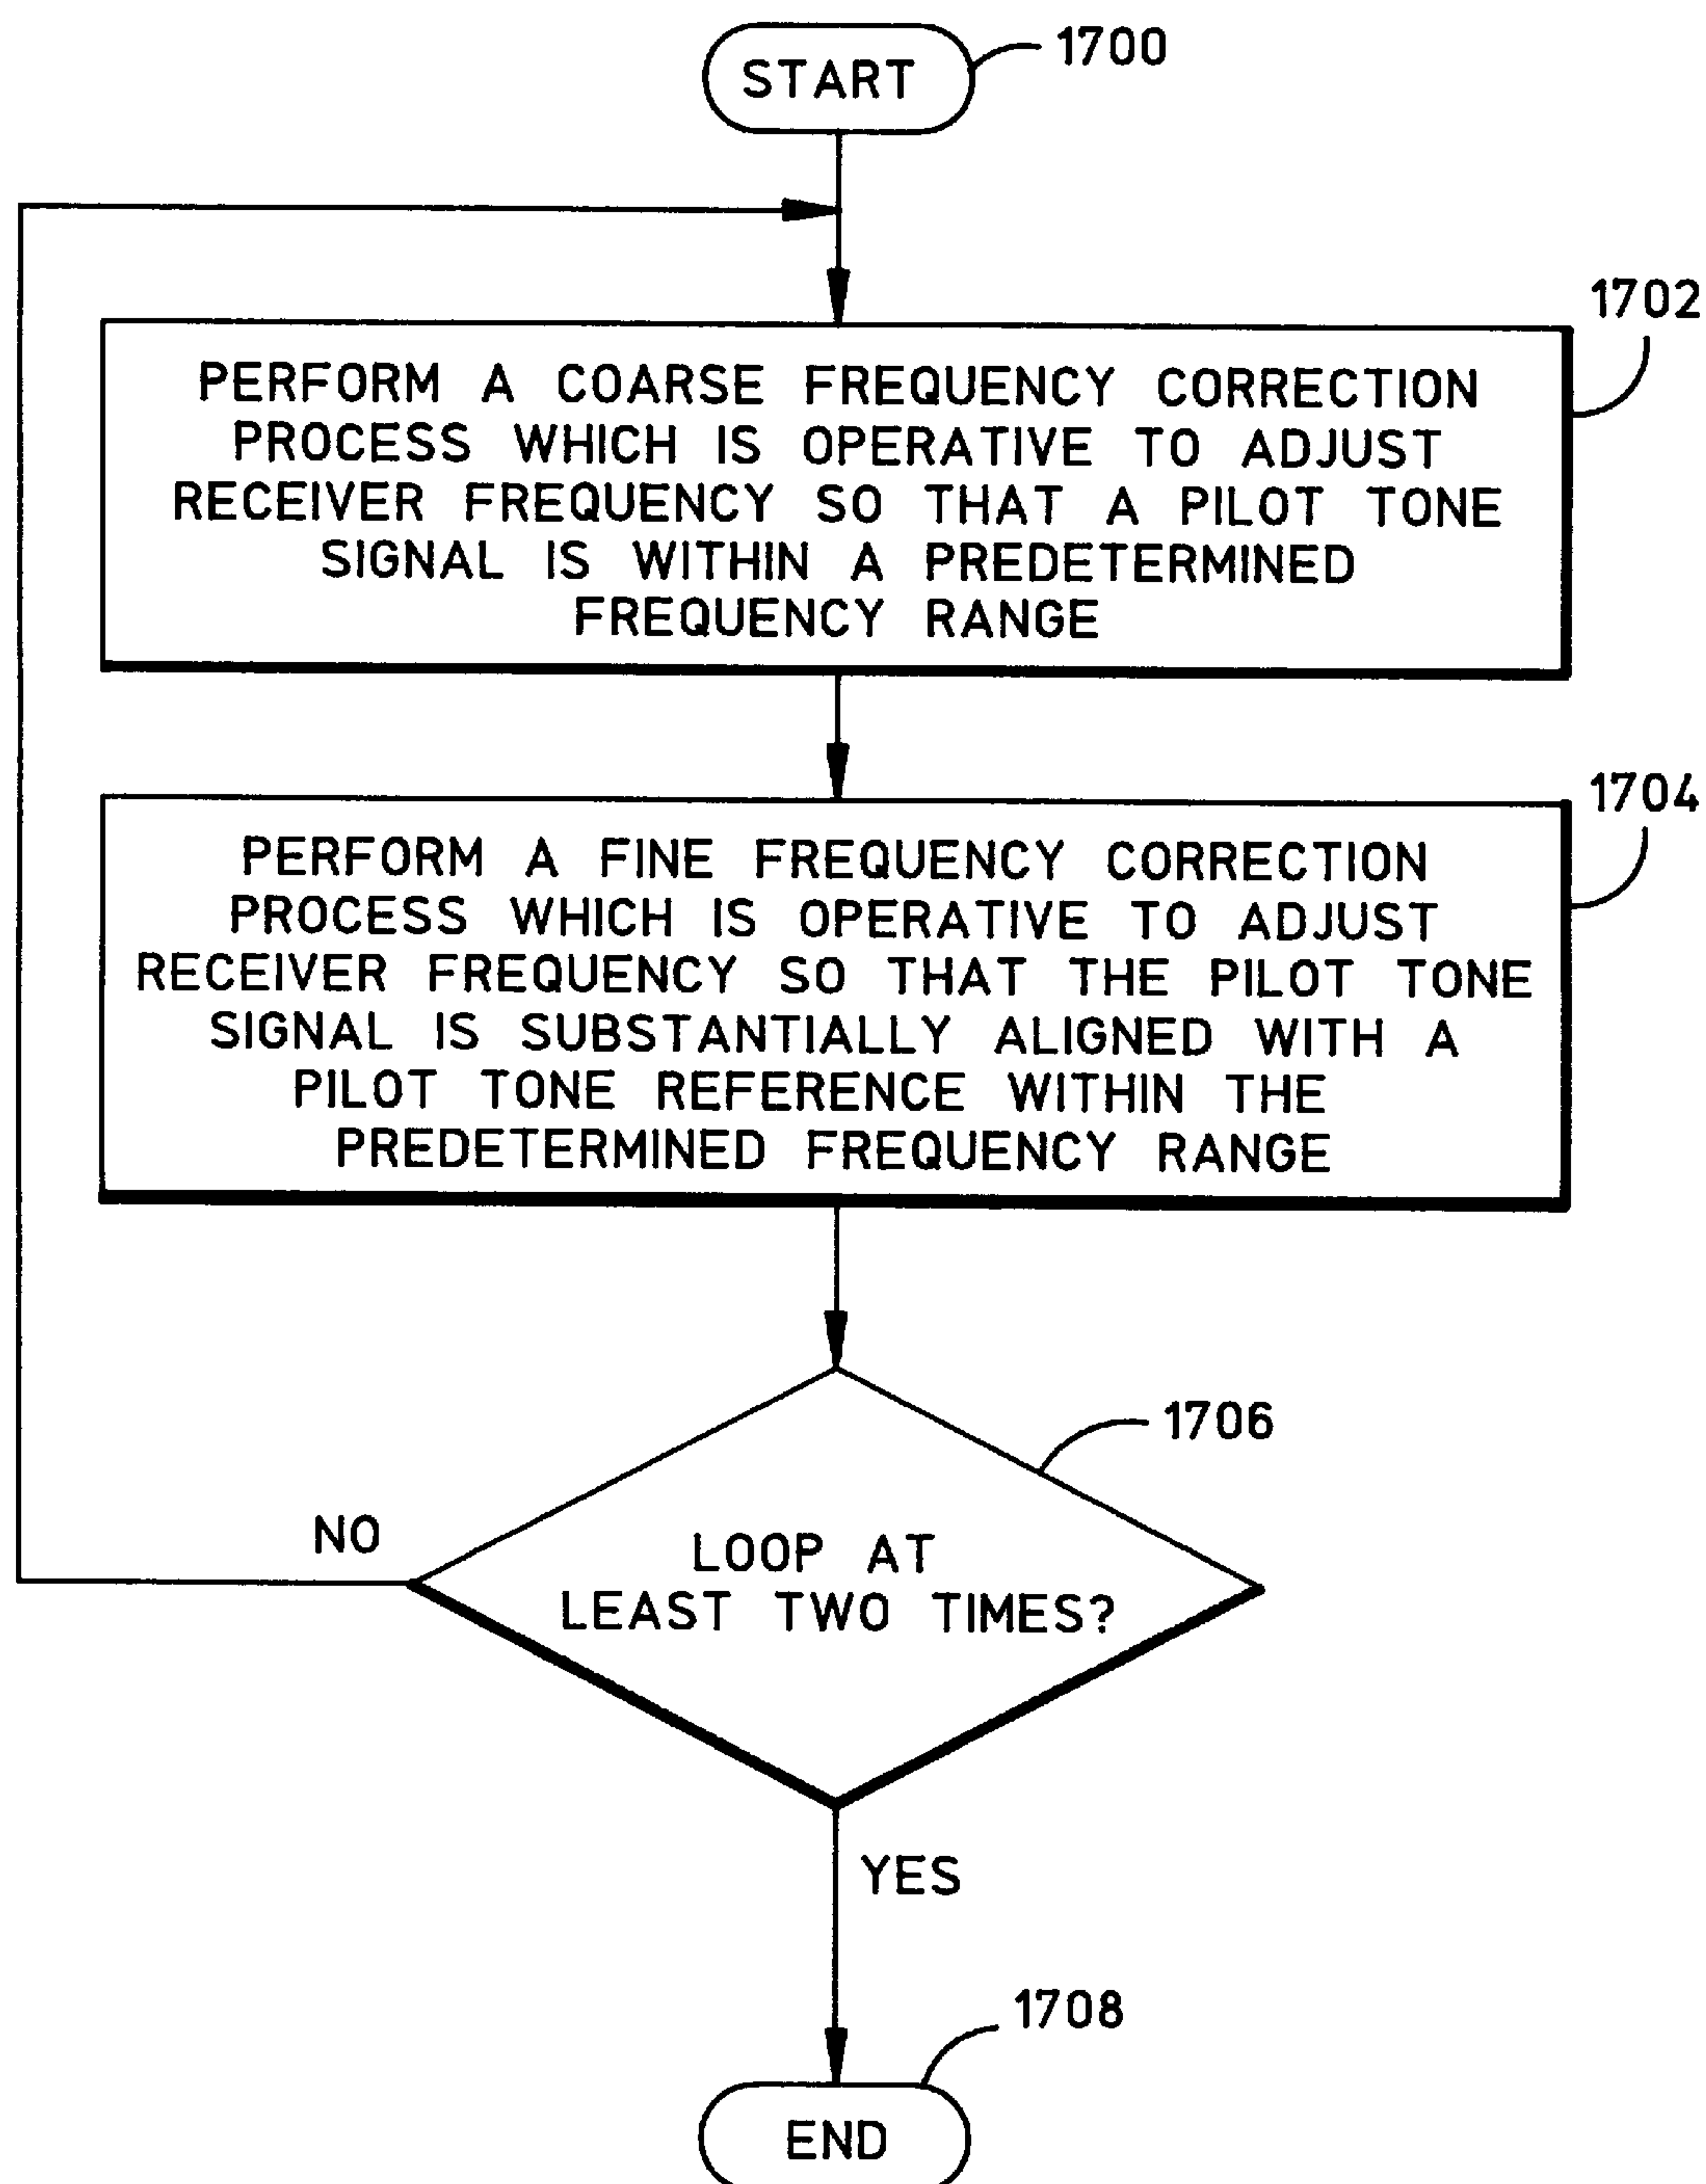 START
1700
1702
PERFORM A COARSE FREQUENCY CORRECTION
PROCESS WHICH IS OPERATIVE TO ADJUST
RECEIVER FREQUENCY SO THAT A PILOT TONE
SIGNAL IS WITHIN A PREDETERMINED
FREQUENCY RANGE
1704
PERFORM A FINE FREQUENCY CORRECTION
PROCESS WHICH IS OPERATIVE TO ADJUST
RECEIVER FREQUENCY SO THAT THE PILOT TONE
SIGNAL IS SUBSTANTIALLY ALIGNED WITH A
PILOT TONE REFERENCE WITHIN THE
PREDETERMINED FREQUENCY RANGE
1706
NO
LOOP AT
LEAST TWO TIMES?
YES
1708
END